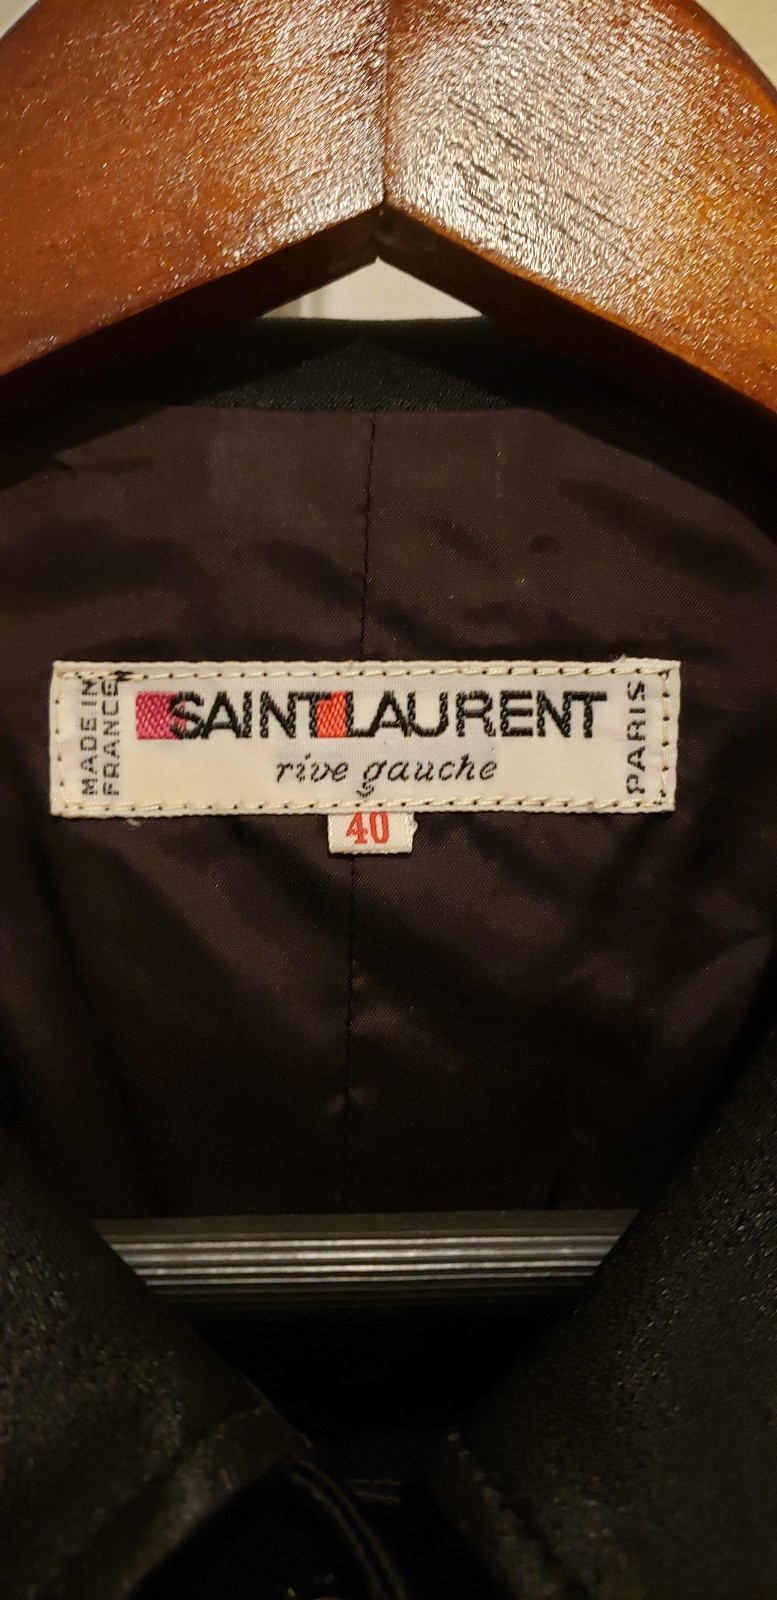 MADE IN
FRANCE
SAINT LAURENT
rive gauche
PARIS
40